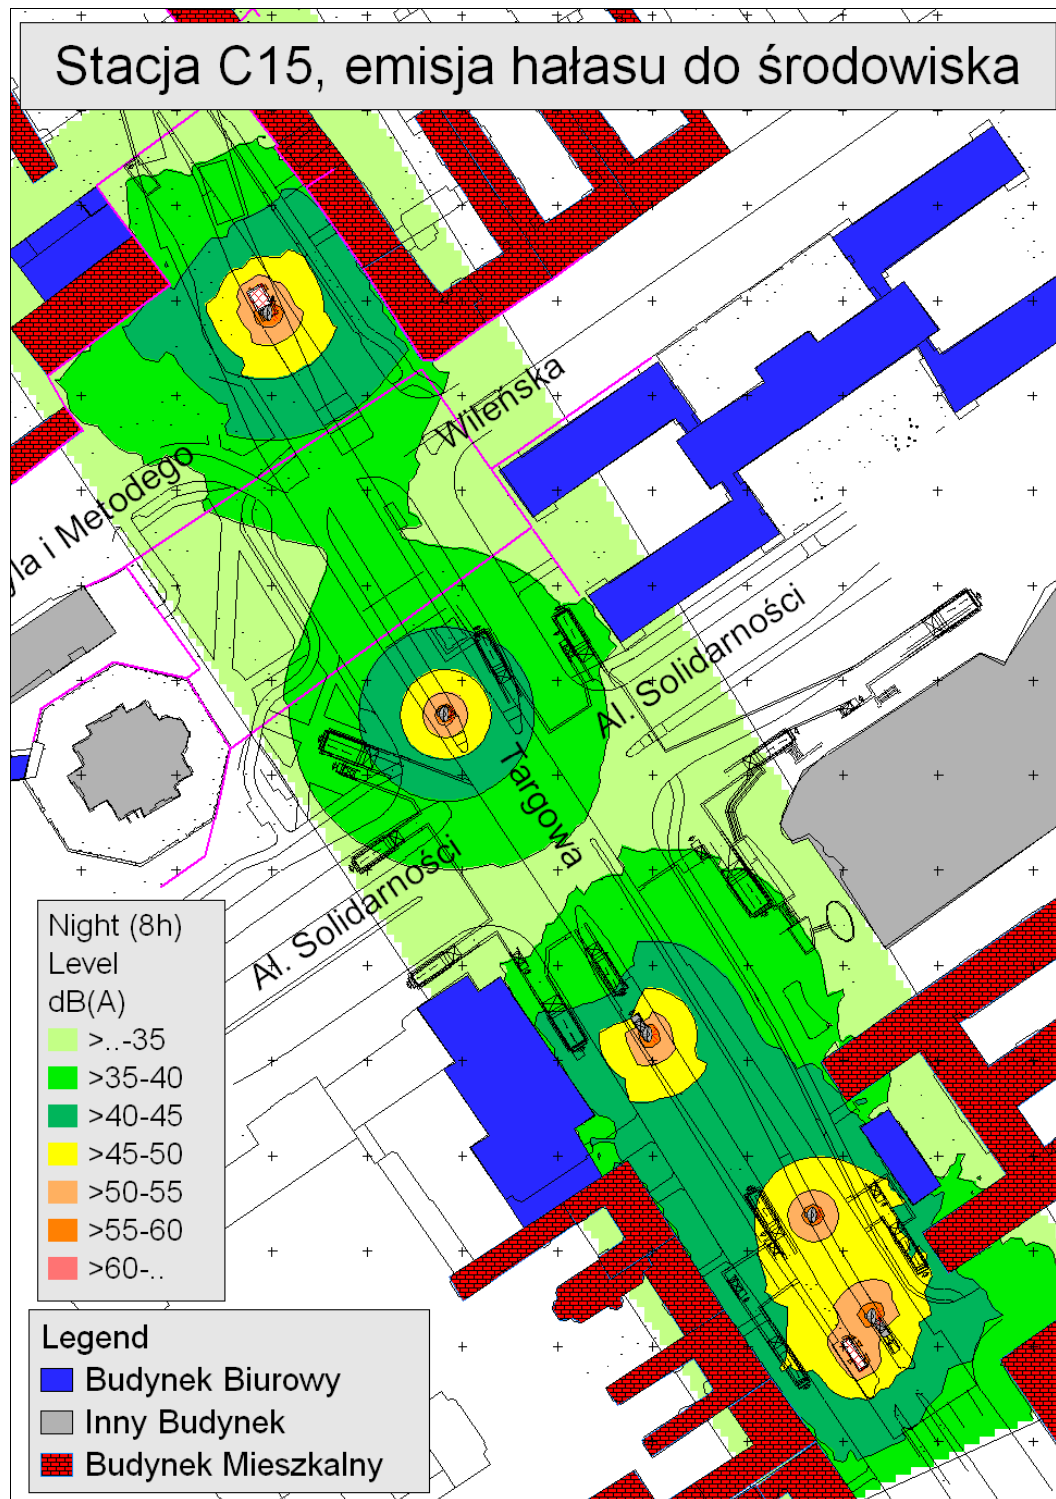 Stacja C15, emisja hałasu do środowiska
Wileńska
yla i Metodego
Al. Solidarności
Targowa
Al. Solidarności
Night (8h)
Level
dB(A)
>..-35
>35-40
>40-45
>45-50
>50-55
>55-60
>60-..
Legend
Budynek Biurowy
Inny Budynek
Budynek Mieszkalny